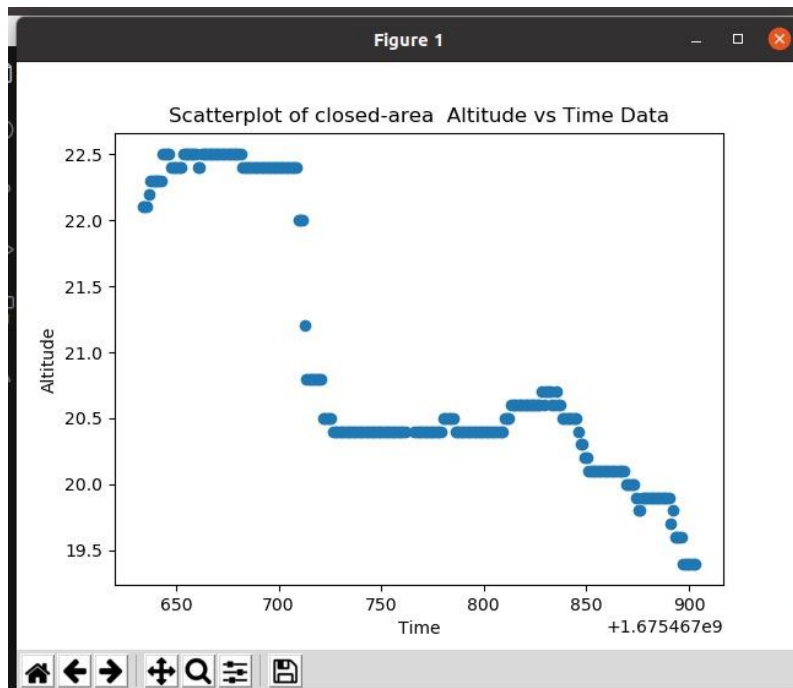 Figure 1
Scatterplot of closed-area  Altitude vs Time Data
22.5
22.0
21.5
21.0
20.5
20.0
19.5
Altitude
650 700 750 800 850 900
Time
+1.675467e9